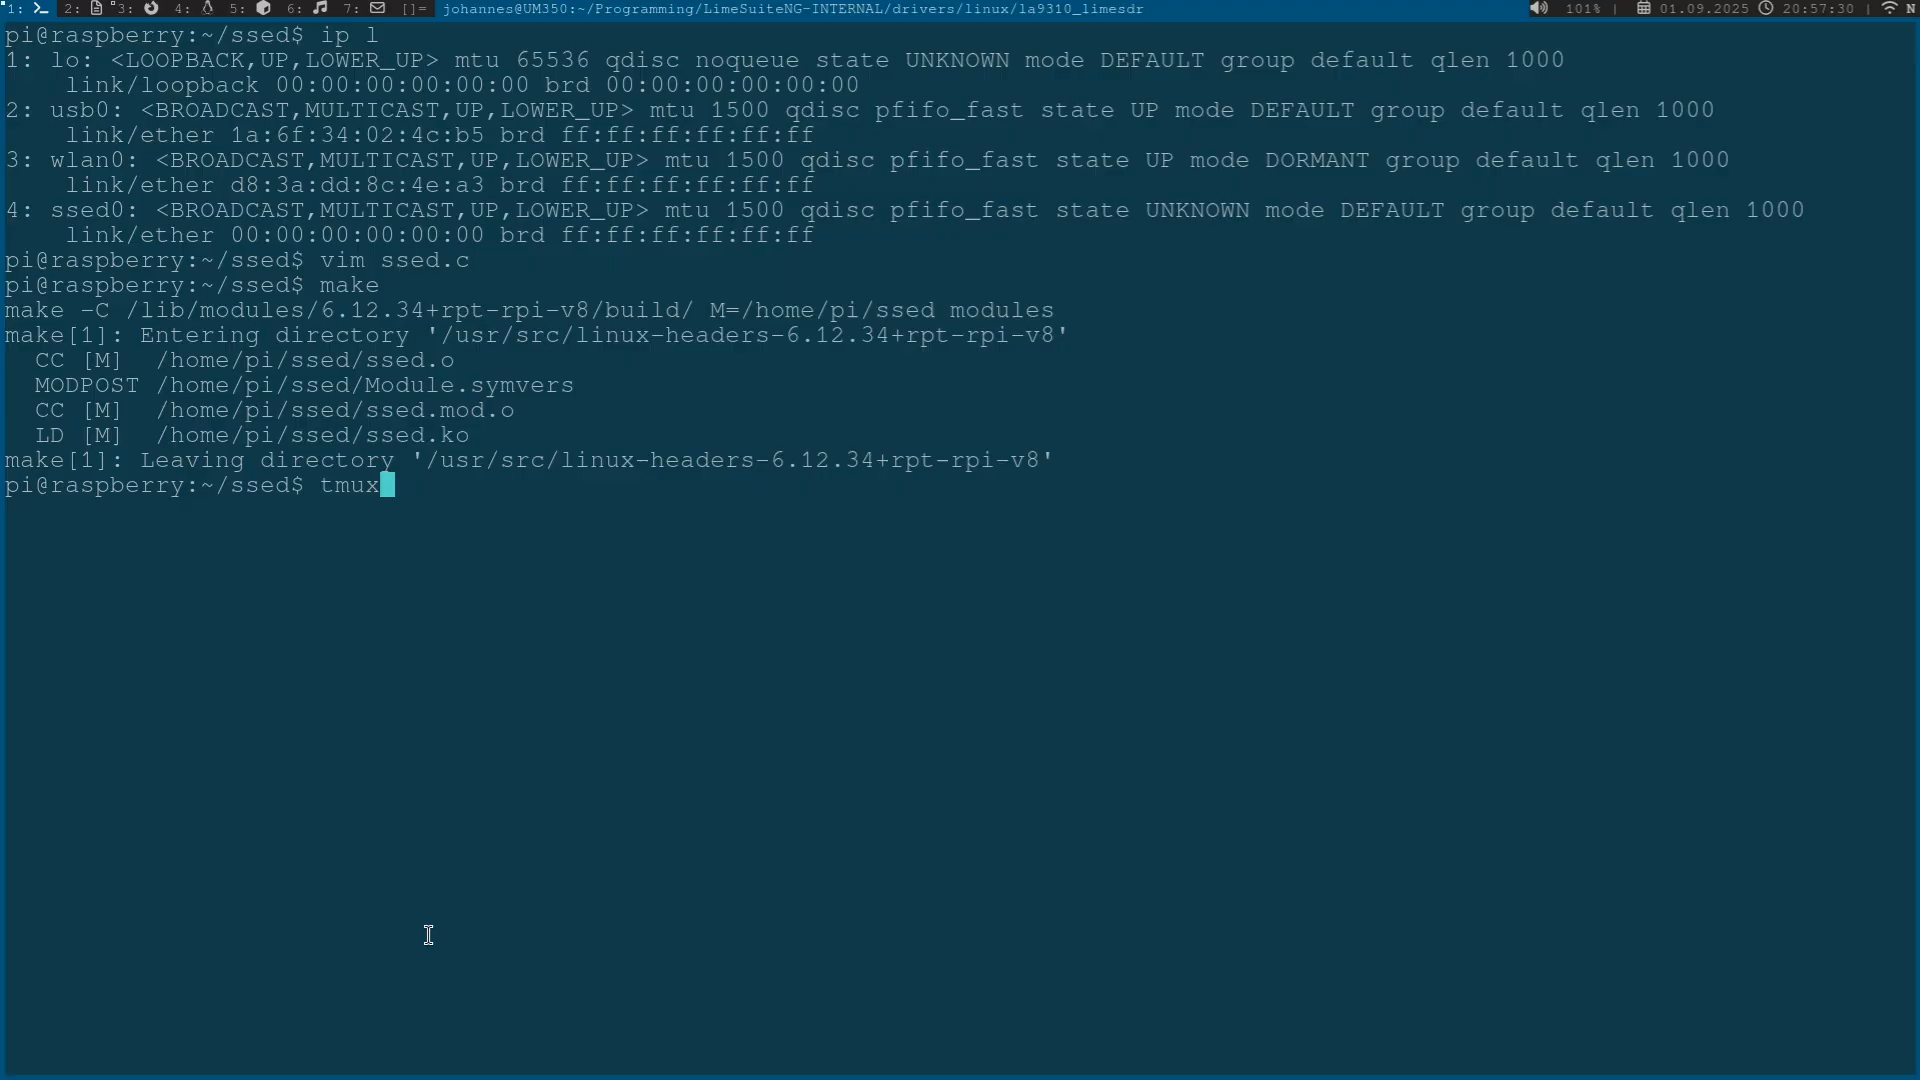 1: 2: 3: 4: 5: 6: 7: []= johannes@UM350:~/Programming/LimeSuiteNG-INTERNAL/drivers/linux/la9310_limesdr 101% | 01.09.2025 20:57:30 | N
pi@raspberry:~/ssed$ ip l
1: lo: <LOOPBACK,UP,LOWER_UP> mtu 65536 qdisc noqueue state UNKNOWN mode DEFAULT group default qlen 1000
    link/loopback 00:00:00:00:00:00 brd 00:00:00:00:00:00
2: usb0: <BROADCAST,MULTICAST,UP,LOWER_UP> mtu 1500 qdisc pfifo_fast state UP mode DEFAULT group default qlen 1000
    link/ether 1a:6f:34:02:4c:b5 brd ff:ff:ff:ff:ff:ff
3: wlan0: <BROADCAST,MULTICAST,UP,LOWER_UP> mtu 1500 qdisc pfifo_fast state UP mode DORMANT group default qlen 1000
    link/ether d8:3a:dd:8c:4e:a3 brd ff:ff:ff:ff:ff:ff
4: ssed0: <BROADCAST,MULTICAST,UP,LOWER_UP> mtu 1500 qdisc pfifo_fast state UNKNOWN mode DEFAULT group default qlen 1000
    link/ether 00:00:00:00:00:00 brd ff:ff:ff:ff:ff:ff
pi@raspberry:~/ssed$ vim ssed.c
pi@raspberry:~/ssed$ make
make -C /lib/modules/6.12.34+rpt-rpi-v8/build/ M=/home/pi/ssed modules
make[1]: Entering directory '/usr/src/linux-headers-6.12.34+rpt-rpi-v8'
  CC [M]  /home/pi/ssed/ssed.o
  MODPOST /home/pi/ssed/Module.symvers
  CC [M]  /home/pi/ssed/ssed.mod.o
  LD [M]  /home/pi/ssed/ssed.ko
make[1]: Leaving directory '/usr/src/linux-headers-6.12.34+rpt-rpi-v8'
pi@raspberry:~/ssed$ tmux